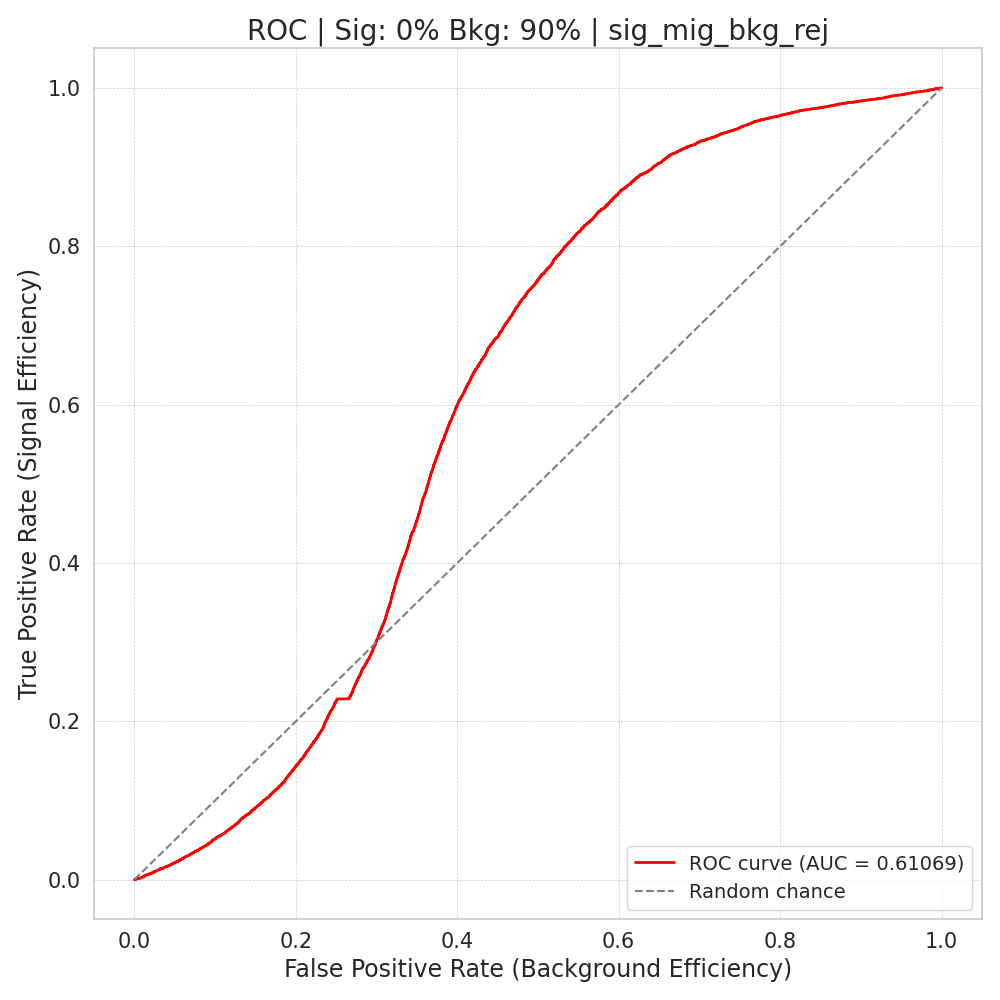 ROC | Sig: 0% Bkg: 90% | sig_mig_bkg_rej
True Positive Rate (Signal Efficiency)
1.0
0.8
0.6
0.4
0.2
0.0
ROC curve (AUC = 0.61069)
Random chance
0.0 0.2 0.4 0.6 0.8 1.0
False Positive Rate (Background Efficiency)